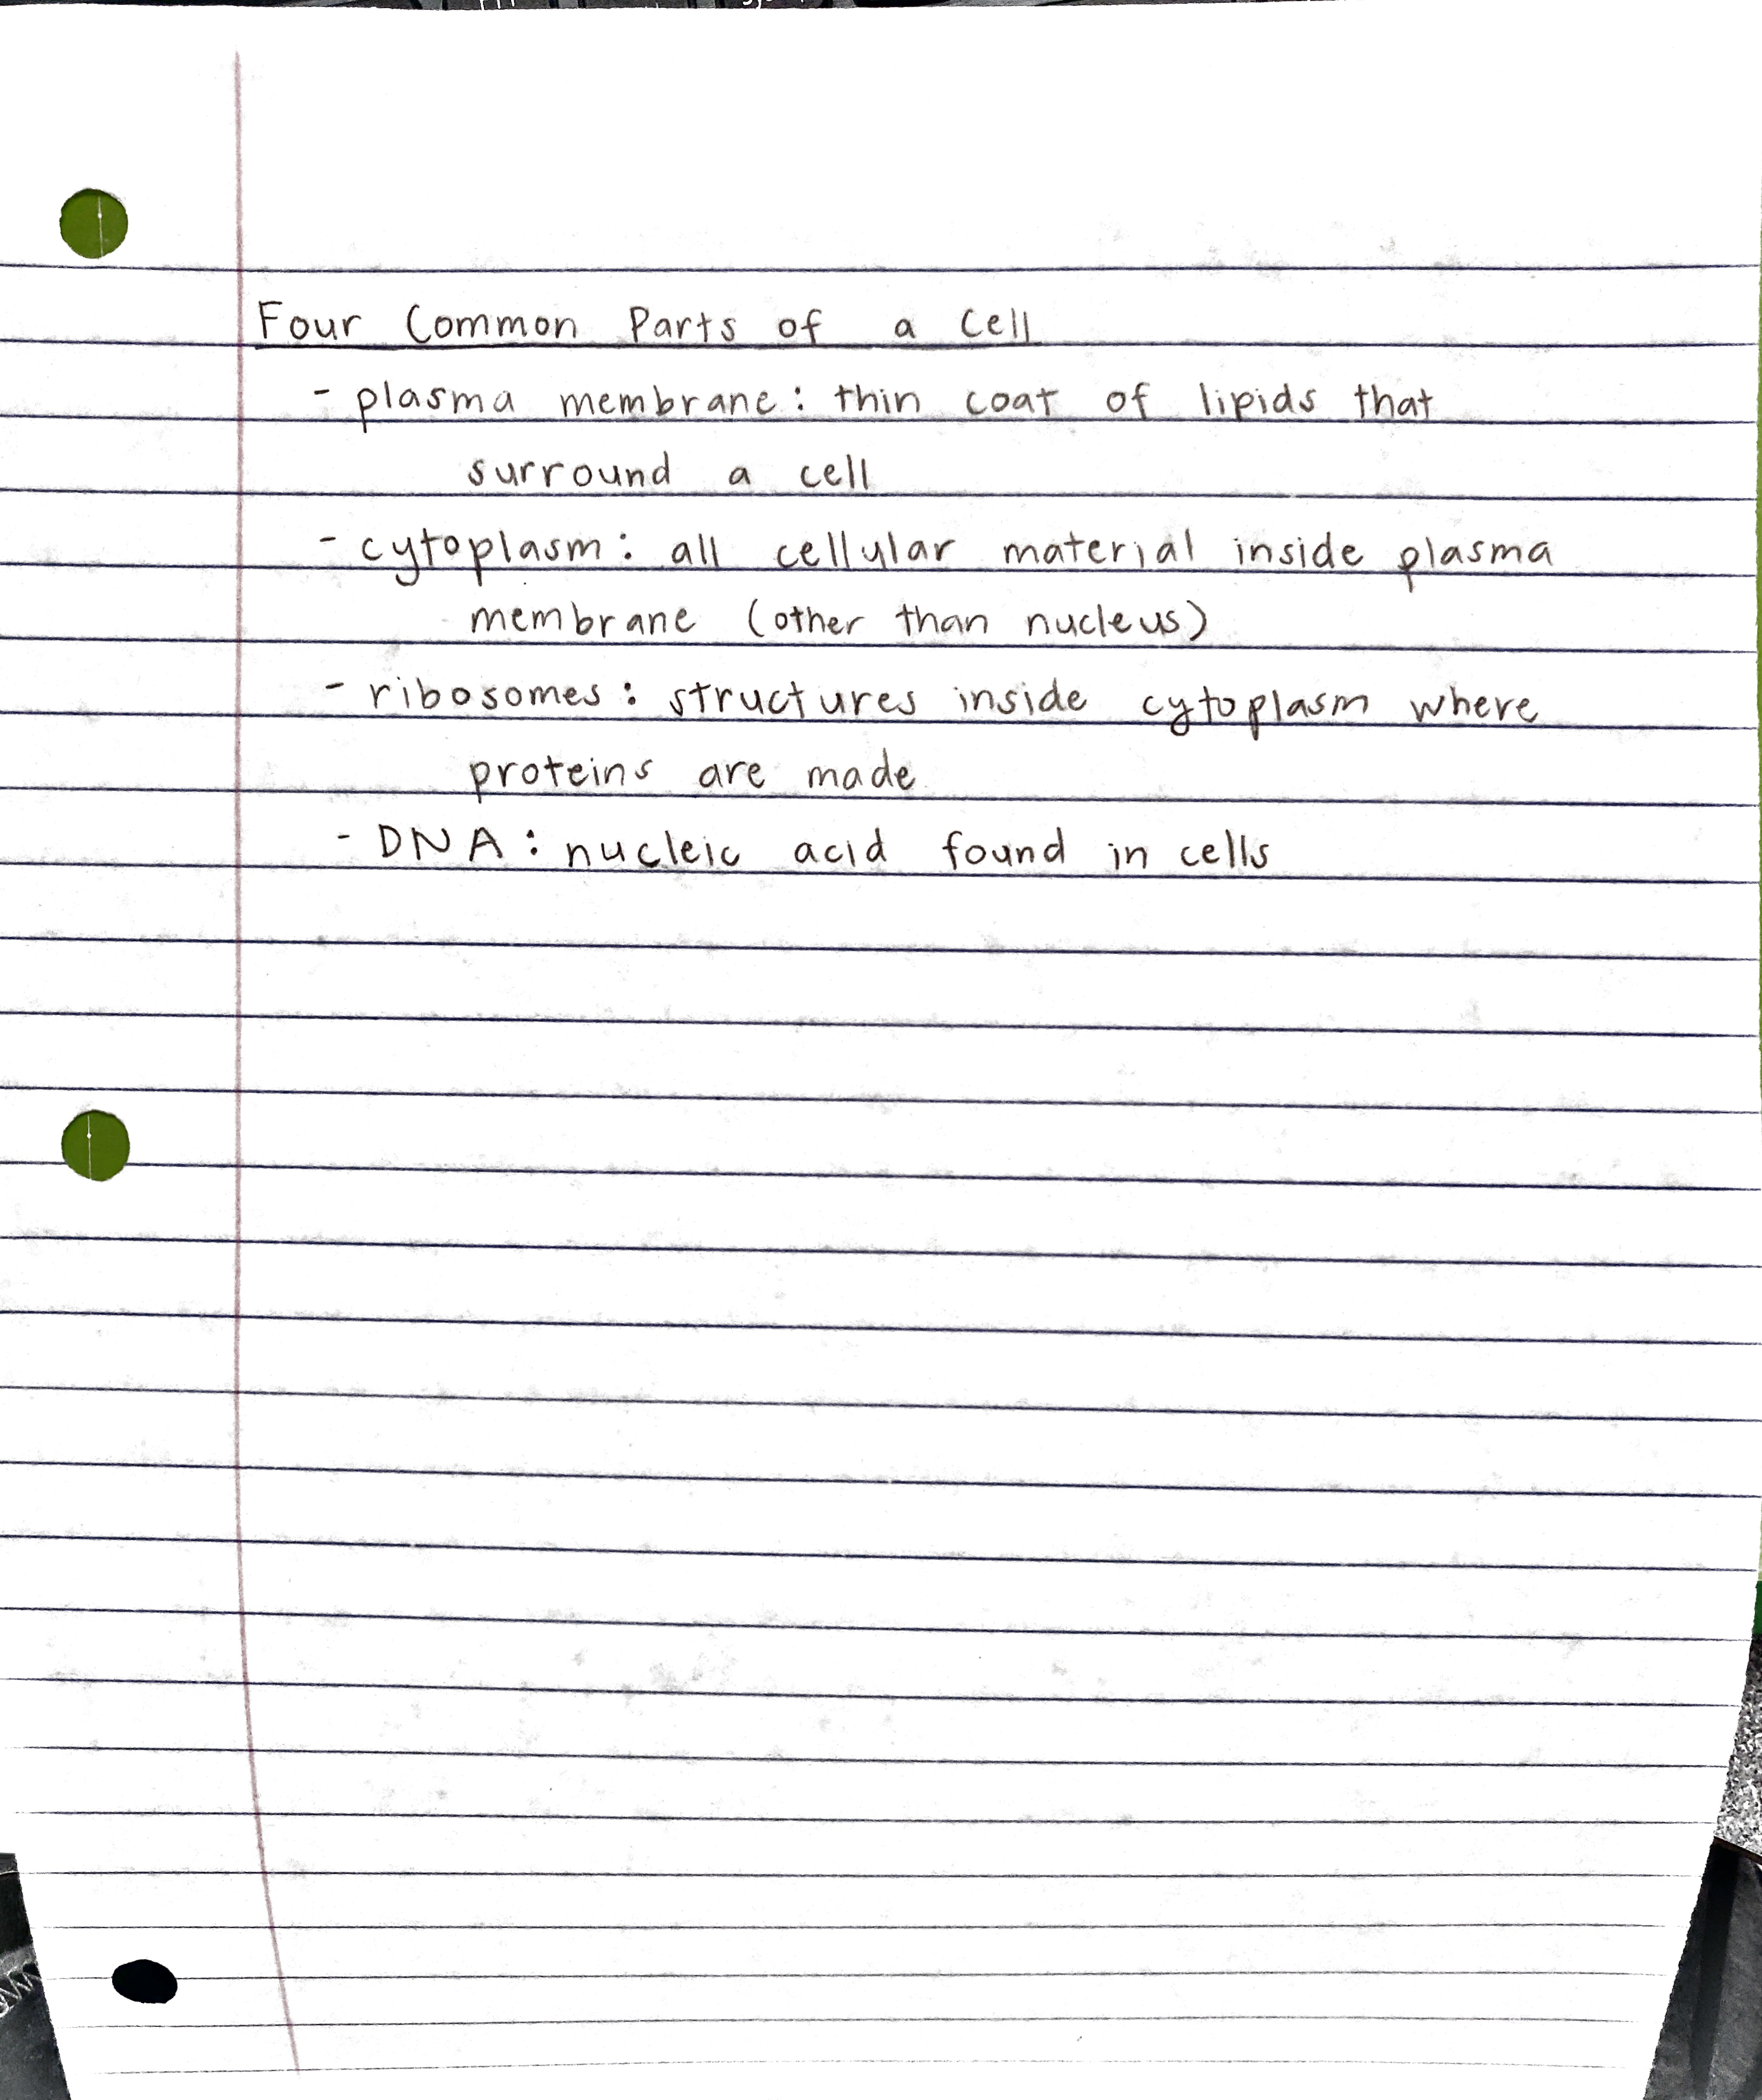 Four Common Parts of a Cell
- plasma membrane: thin coat of lipids that
surround a cell
- cytoplasm: all cellular material inside plasma
membrane (other than nucleus)
- ribosomes: structures inside cytoplasm where
proteins are made
- DNA: nucleic acid found in cells